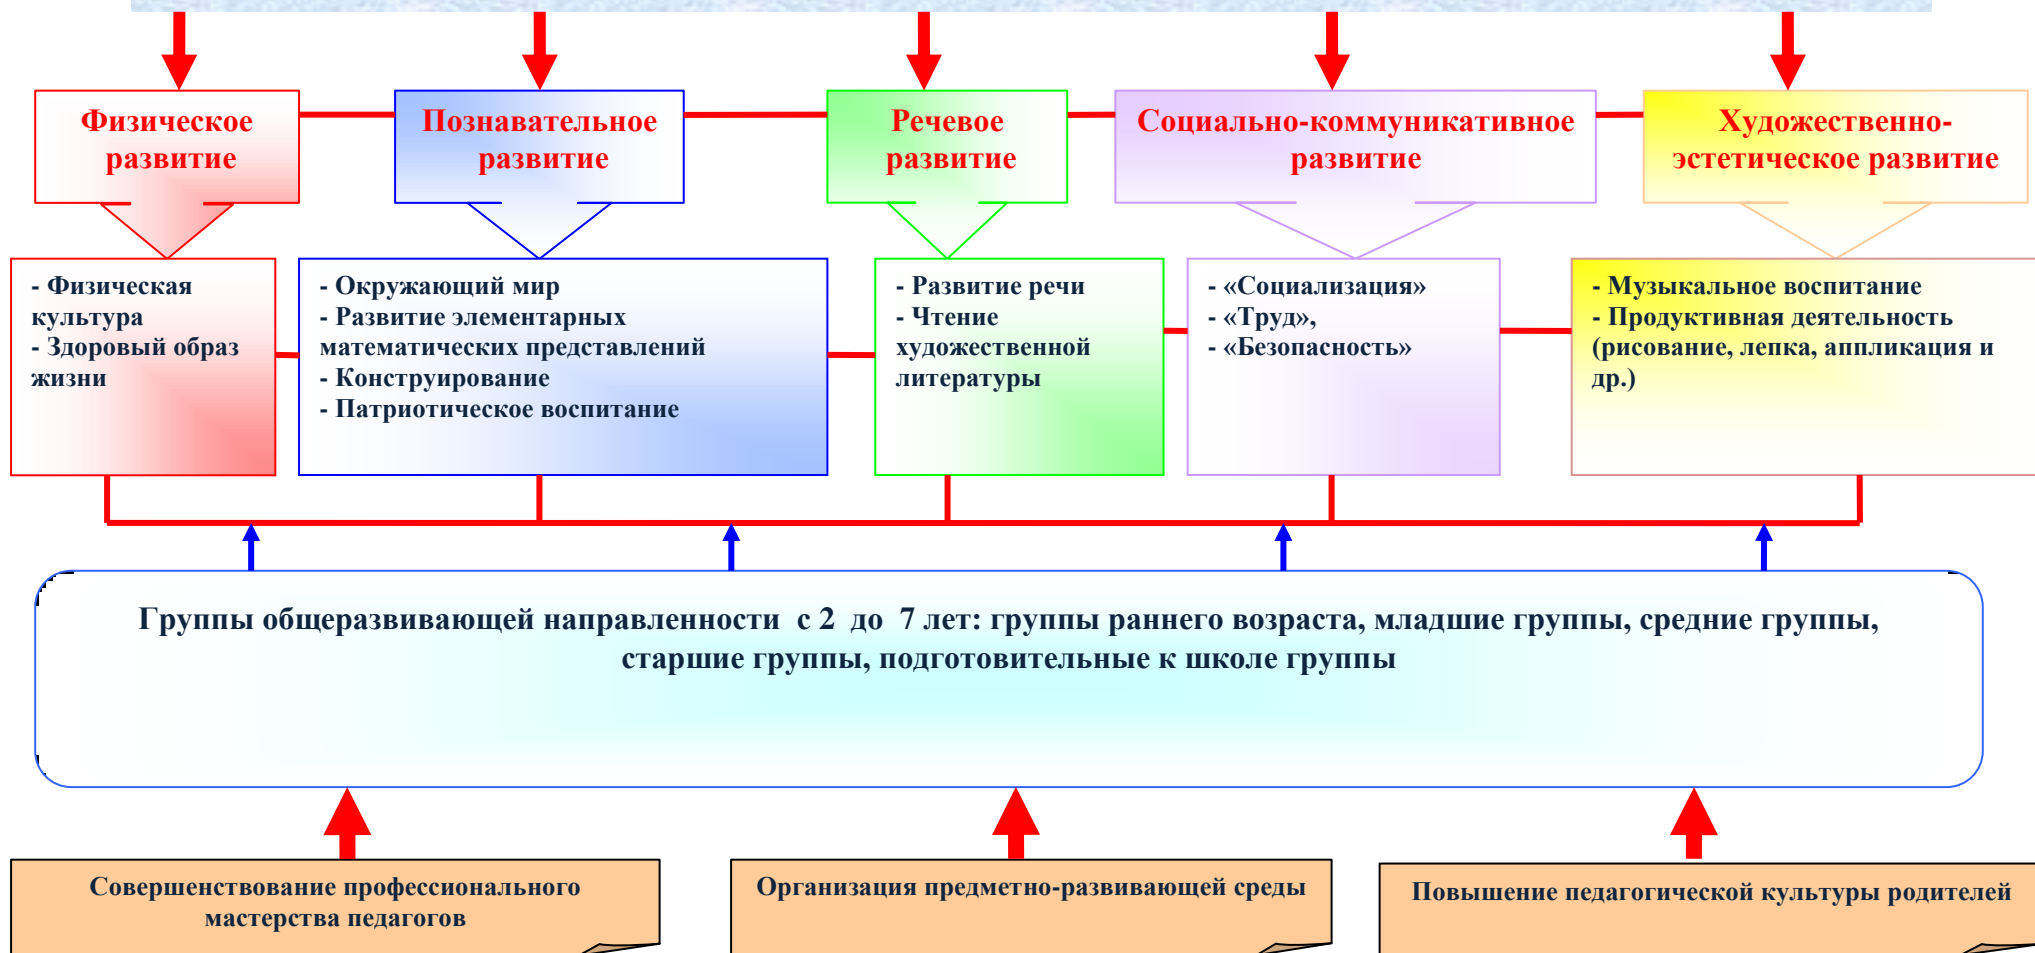 Физическое
развитие
Познавательное
развитие
Речевое
развитие
Социально-коммуникативное
развитие
Художественно-
эстетическое развитие
- Физическая
культура
- Здоровый образ
жизни
- Окружающий мир
- Развитие элементарных
математических представлений
- Конструирование
- Патриотическое воспитание
- Развитие речи
- Чтение
художественной
литературы
- «Социализация»
- «Труд»,
- «Безопасность»
- Музыкальное воспитание
- Продуктивная деятельность
(рисование, лепка, аппликация и
др.)
Группы общеразвивающей направленности с 2 до 7 лет: группы раннего возраста, младшие группы, средние группы,
старшие группы, подготовительные к школе группы
Совершенствование профессионального
мастерства педагогов
Организация предметно-развивающей среды
Повышение педагогической культуры родителей